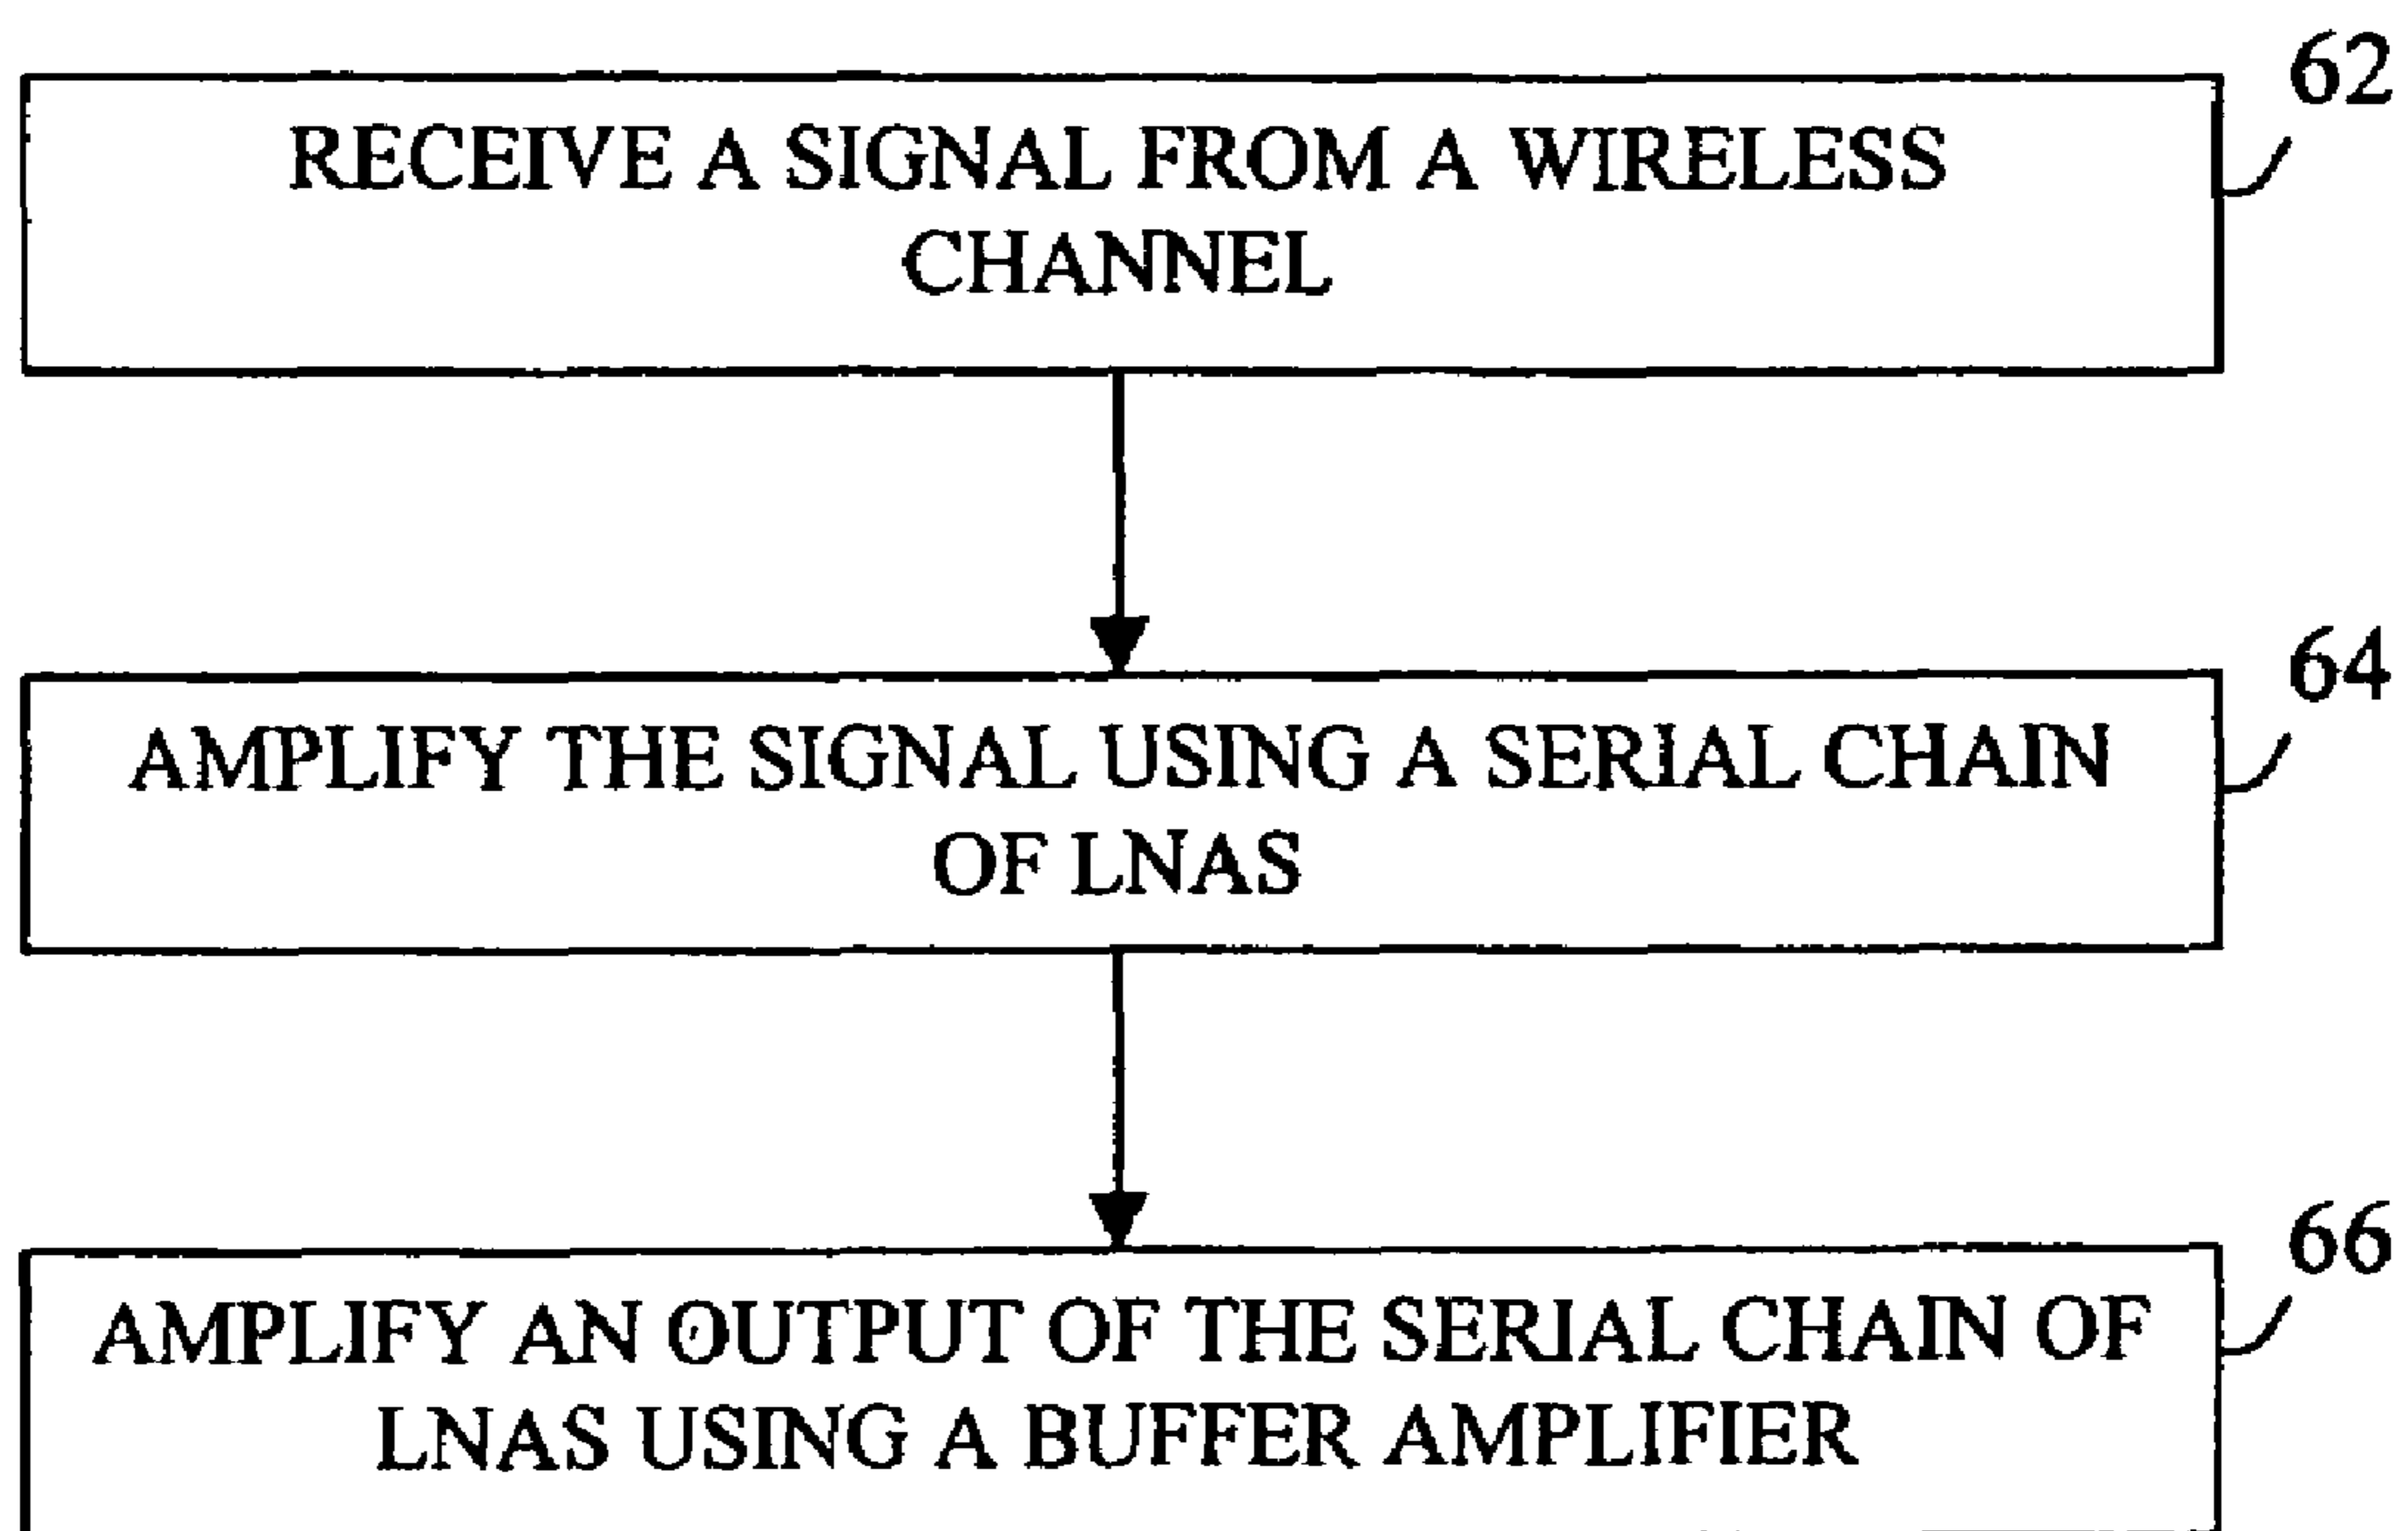 62
RECEIVE A SIGNAL FROM A WIRELESS
CHANNEL
64
AMPLIFY THE SIGNAL USING A SERIAL CHAIN
OF LNAS
66
AMPLIFY AN OUTPUT OF THE SERIAL CHAIN OF
LNAS USING A BUFFER AMPLIFIER